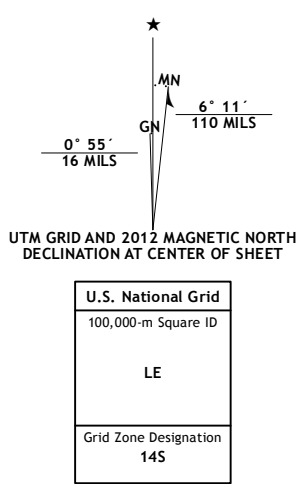 ★
MN
GN
0° 55´
16 MILS
6° 11´
110 MILS
UTM GRID AND 2012 MAGNETIC NORTH
DECLINATION AT CENTER OF SHEET
U.S. National Grid
100,000-m Square ID
LE
Grid Zone Designation
14S